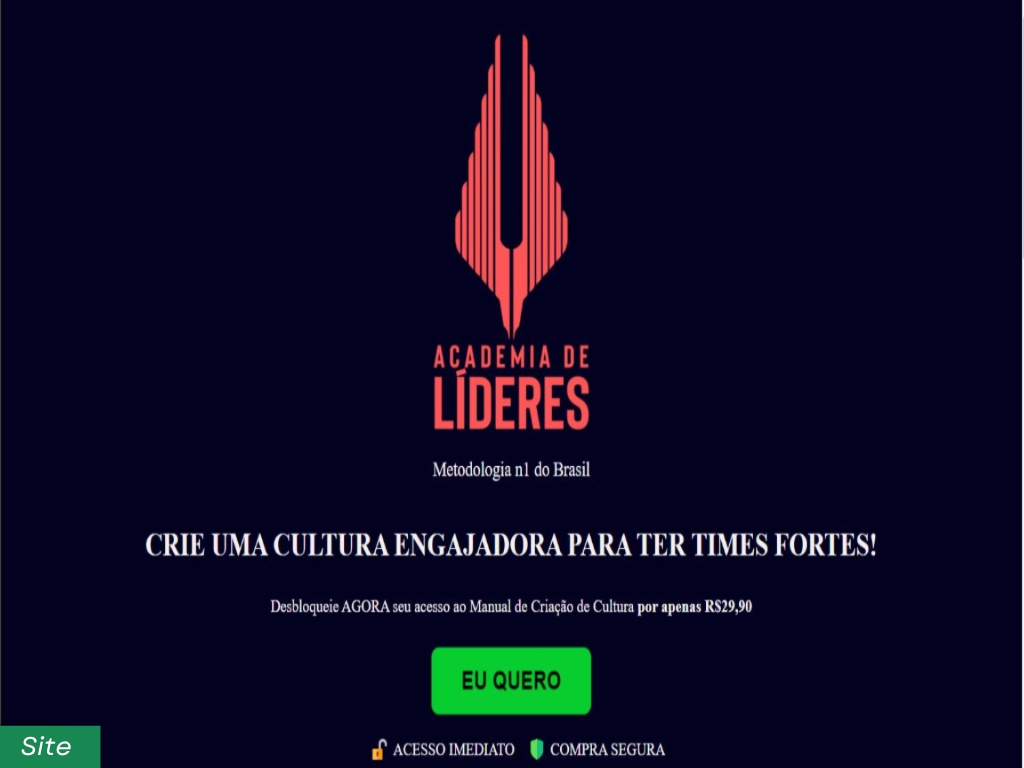 ACADEMIA DE
LÍDERES
Metodologia n1 do Brasil
CRIE UMA CULTURA ENGAJADORA PARA TER TIMES FORTES!
Desbloqueie AGORA seu acesso ao Manual de Criação de Cultura por apenas R$29,90
EU QUERO
ACESSO IMEDIATO COMPRA SEGURA
Site